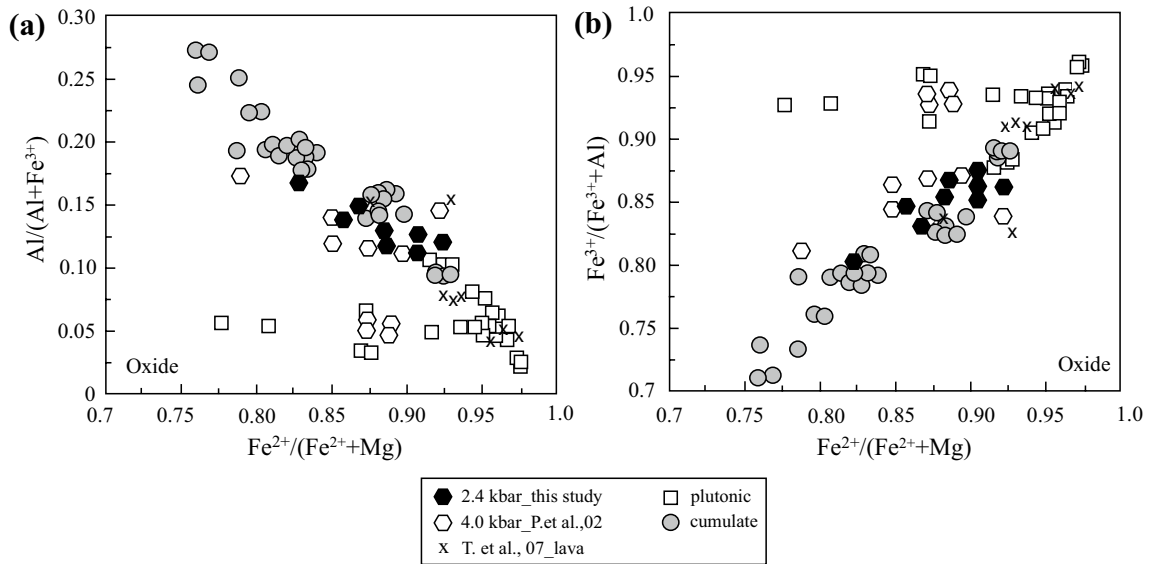 (a)
0.30
0.25
0.20
0.15
0.10
0.05
0
Al/(Al+Fe³⁺)
Oxide
0.7 0.75 0.80 0.85 0.90 0.95 1.0
Fe²⁺/(Fe²⁺+Mg)
(b)
1.0
0.95
0.90
0.85
0.80
0.75
0.7
Fe³⁺/(Fe³⁺+Al)
Oxide
0.7 0.75 0.80 0.85 0.90 0.95 1.0
Fe²⁺/(Fe²⁺+Mg)
2.4 kbar_this study
4.0 kbar_P.et al.,02
x T. et al., 07_lava
plutonic
cumulate